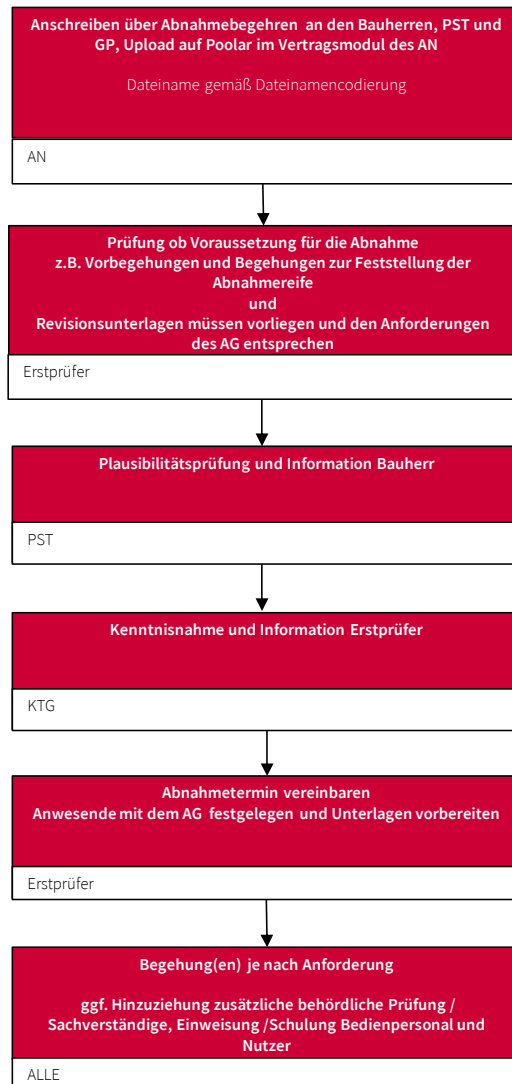 Anschreiben über Abnahmebegehren an den Bauherren, PST und
GP, Upload auf Poolar im Vertragsmodul des AN
Dateiname gemäß Dateinamencodierung
AN
Prüfung ob Voraussetzung für die Abnahme
z.B. Vorbegehungen und Begehungen zur Feststellung der
Abnahmereife
und
Revisionsunterlagen müssen vorliegen und den Anforderungen
des AG entsprechen
Erstprüfer
Plausibilitätsprüfung und Information Bauherr
PST
Kenntnisnahme und Information Erstprüfer
KTG
Abnahmetermin vereinbaren
Anwesende mit dem AG festgelegen und Unterlagen vorbereiten
Erstprüfer
Begehung(en) je nach Anforderung
ggf. Hinzuziehung zusätzliche behördliche Prüfung /
Sachverständige, Einweisung /Schulung Bedienpersonal und
Nutzer
ALLE